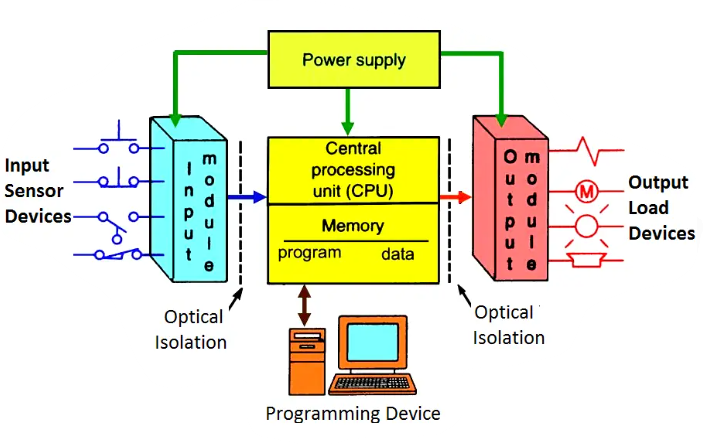 Power supply
Input
module
Central
processing
unit (CPU)
Memory
program data
Output
module
Input
Sensor
Devices
M
Output
Load
Devices
Optical
Isolation
Optical
Isolation
Programming Device